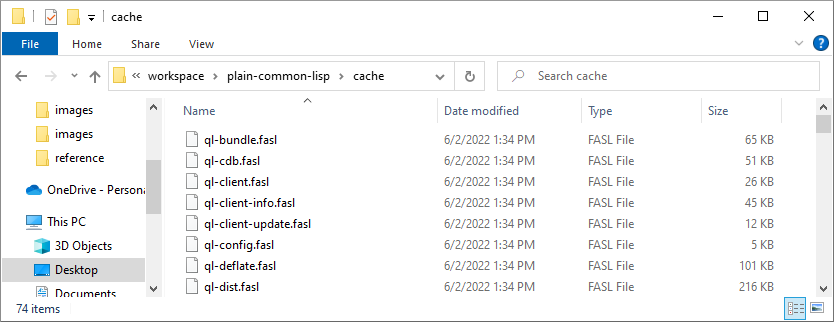 cache
File Home Share View
workspace plain-common-lisp cache Search cache
Name Date modified Type Size
images
images
reference
OneDrive - Persona
This PC
3D Objects
Desktop
Documents
ql-bundle.fasl 6/2/2022 1:34 PM FASL File 65 KB
ql-cdb.fasl 6/2/2022 1:34 PM FASL File 51 KB
ql-client.fasl 6/2/2022 1:34 PM FASL File 26 KB
ql-client-info.fasl 6/2/2022 1:34 PM FASL File 45 KB
ql-client-update.fasl 6/2/2022 1:34 PM FASL File 12 KB
ql-config.fasl 6/2/2022 1:34 PM FASL File 5 KB
ql-deflate.fasl 6/2/2022 1:34 PM FASL File 101 KB
ql-dist.fasl 6/2/2022 1:34 PM FASL File 216 KB
74 items